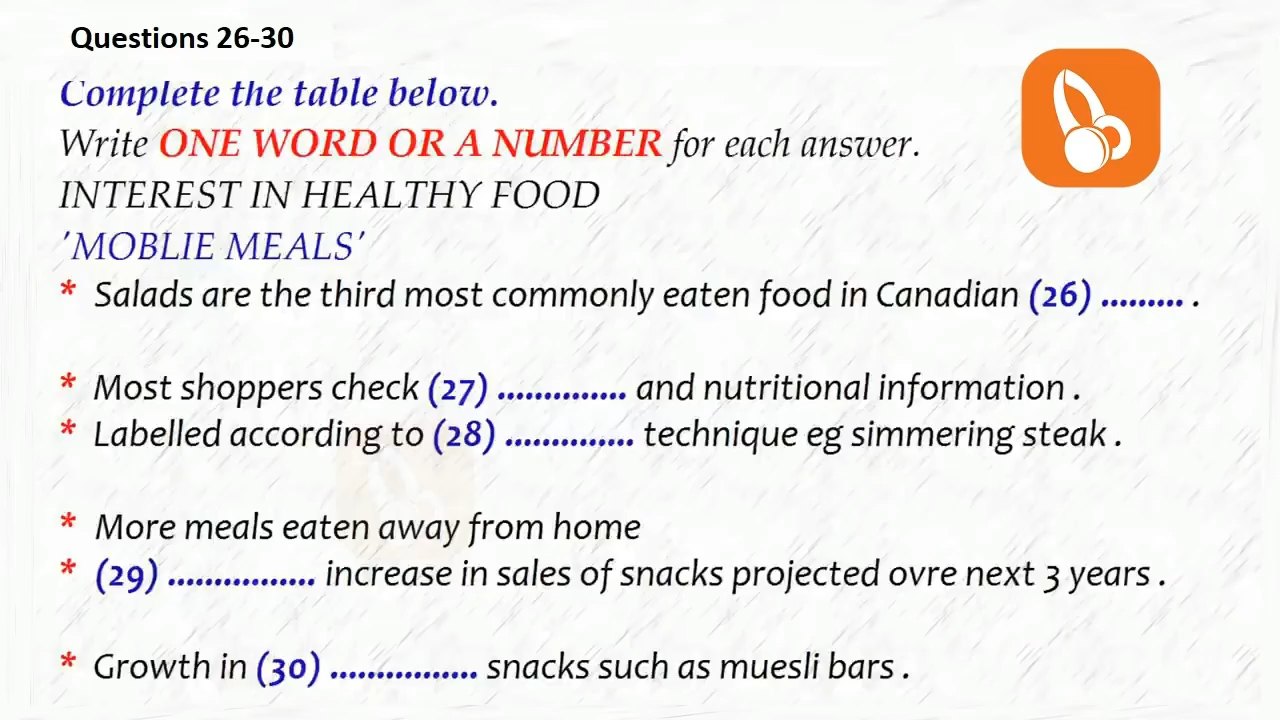 Questions 26-30
Complete the table below.
Write ONE WORD OR A NUMBER for each answer.
INTEREST IN HEALTHY FOOD
'MOBLIE MEALS'
* Salads are the third most commonly eaten food in Canadian (26) ......... .
* Most shoppers check (27) .............. and nutritional information .
* Labelled according to (28) .............. technique eg simmering steak .
* More meals eaten away from home
* (29) ................ increase in sales of snacks projected ovre next 3 years .
* Growth in (30) ................ snacks such as muesli bars .